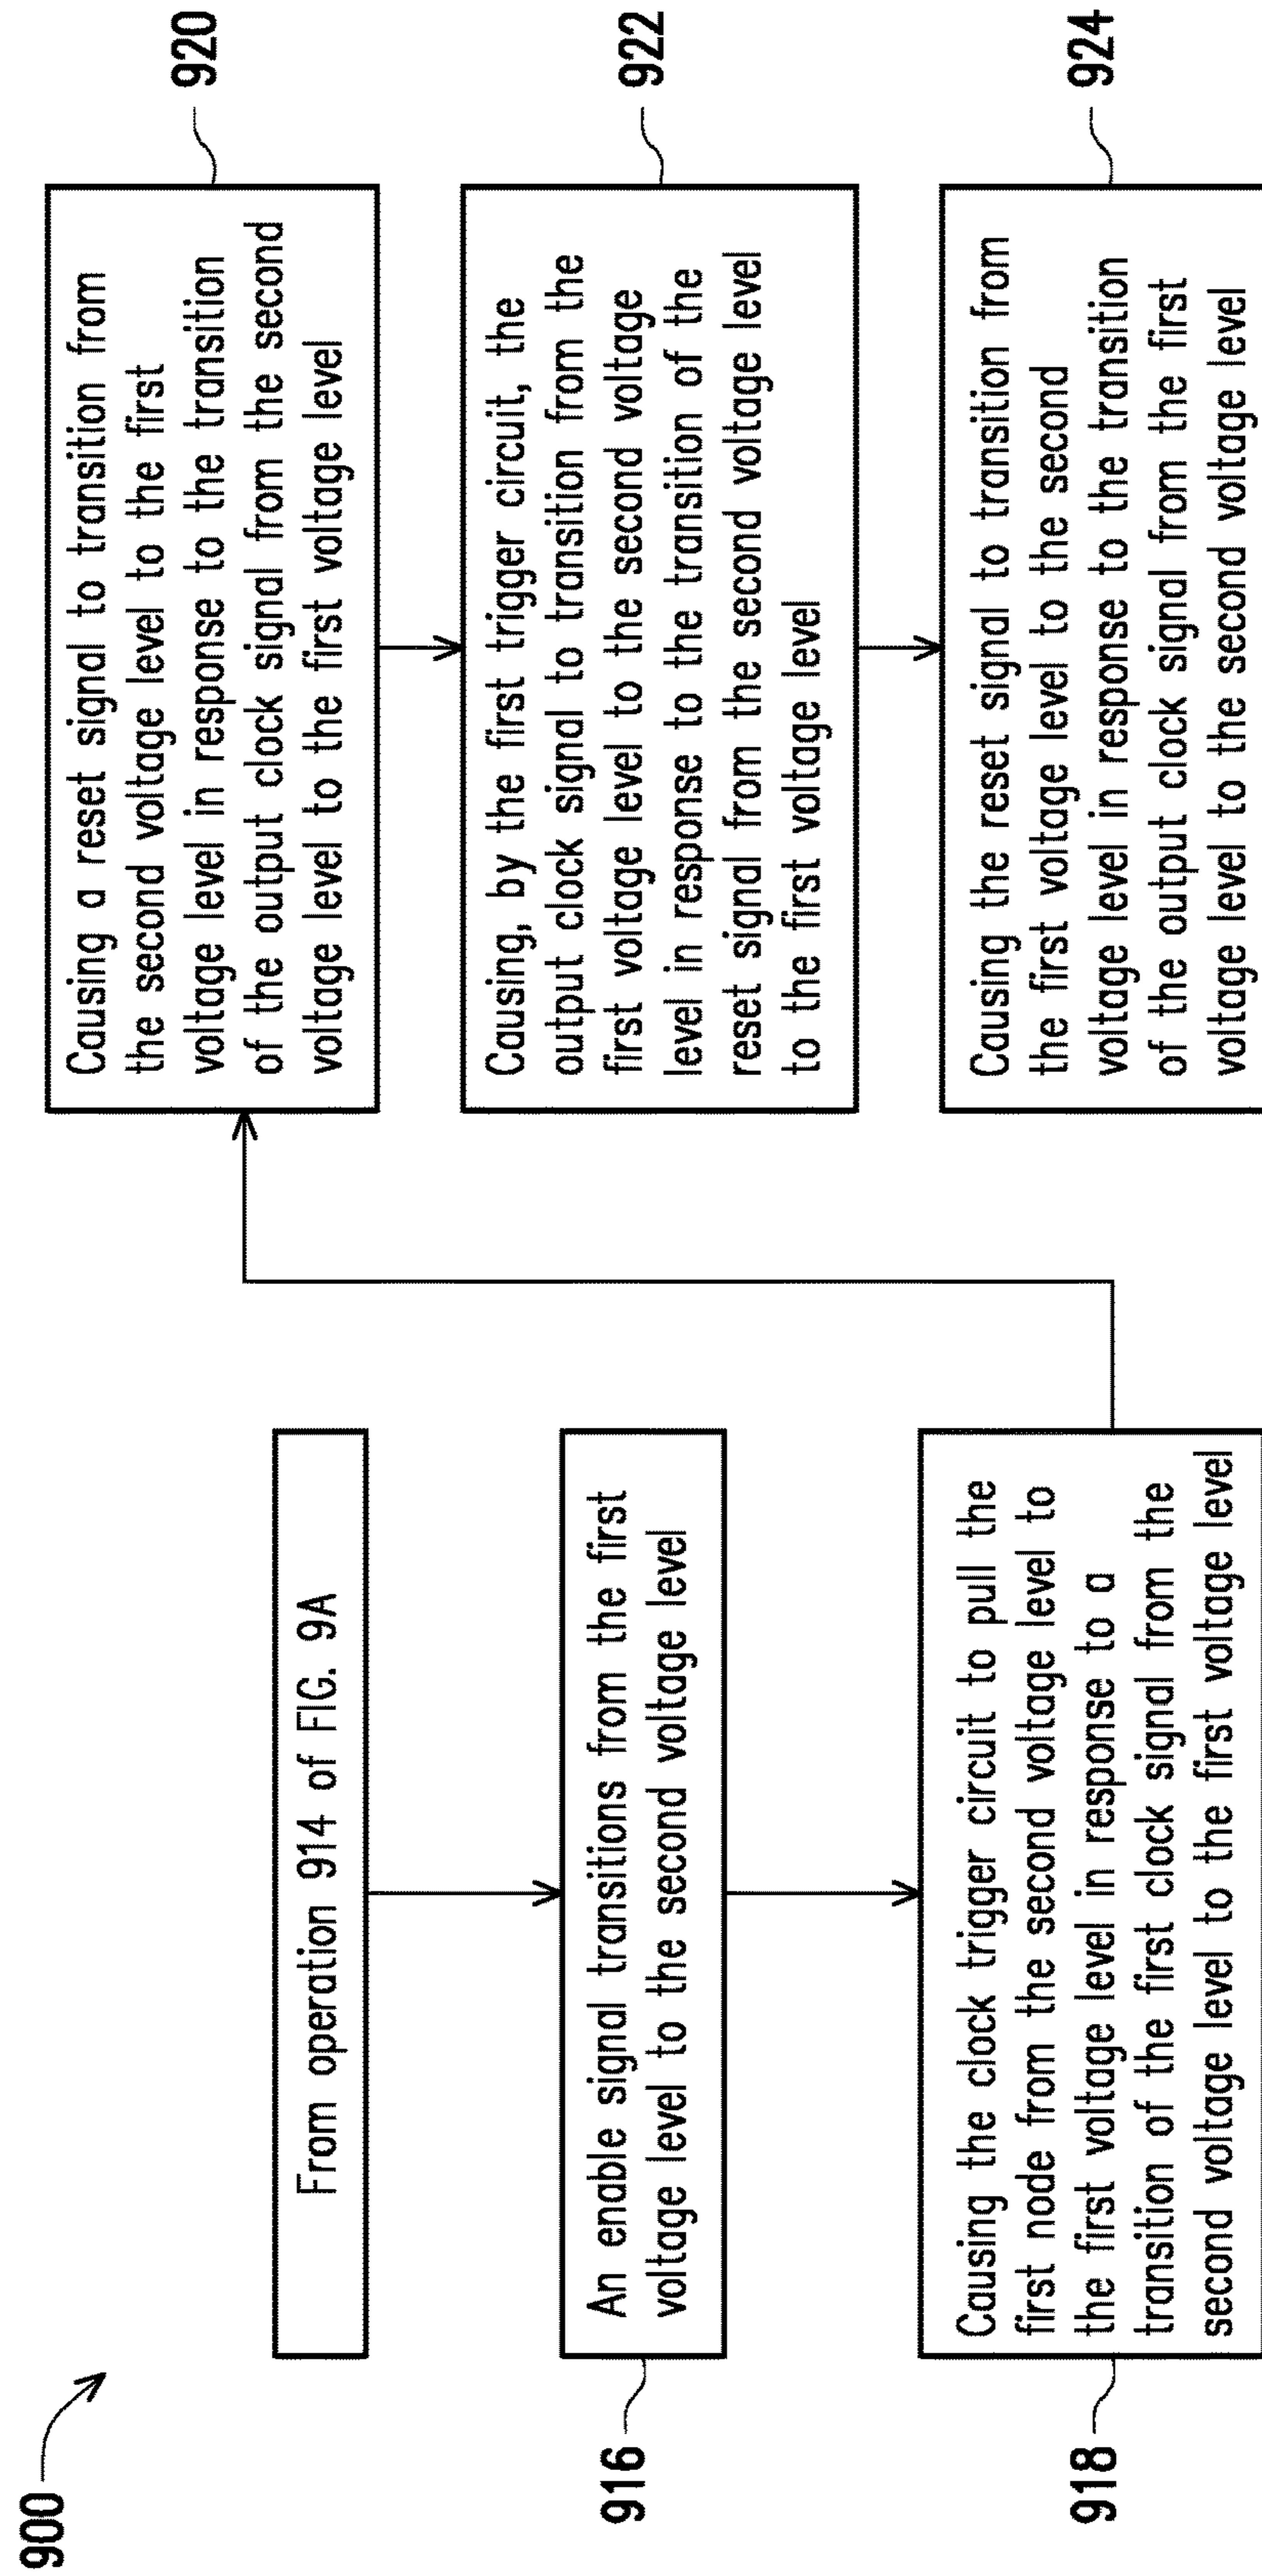 900
From operation 914 of FIG. 9A
916
An enable signal transitions from the first
voltage level to the second voltage level
918
Causing the clock trigger circuit to pull the
first node from the second voltage level to
the first voltage level in response to a
transition of the first clock signal from the
second voltage level to the first voltage level
920
Causing a reset signal to transition from
the second voltage level to the first
voltage level in response to the transition
of the output clock signal from the second
voltage level to the first voltage level
922
Causing, by the first trigger circuit, the
output clock signal to transition from the
first voltage level to the second voltage
level in response to the transition of the
reset signal from the second voltage level
to the first voltage level
924
Causing the reset signal to transition from
the first voltage level to the second
voltage level in response to the transition
of the output clock signal from the first
voltage level to the second voltage level